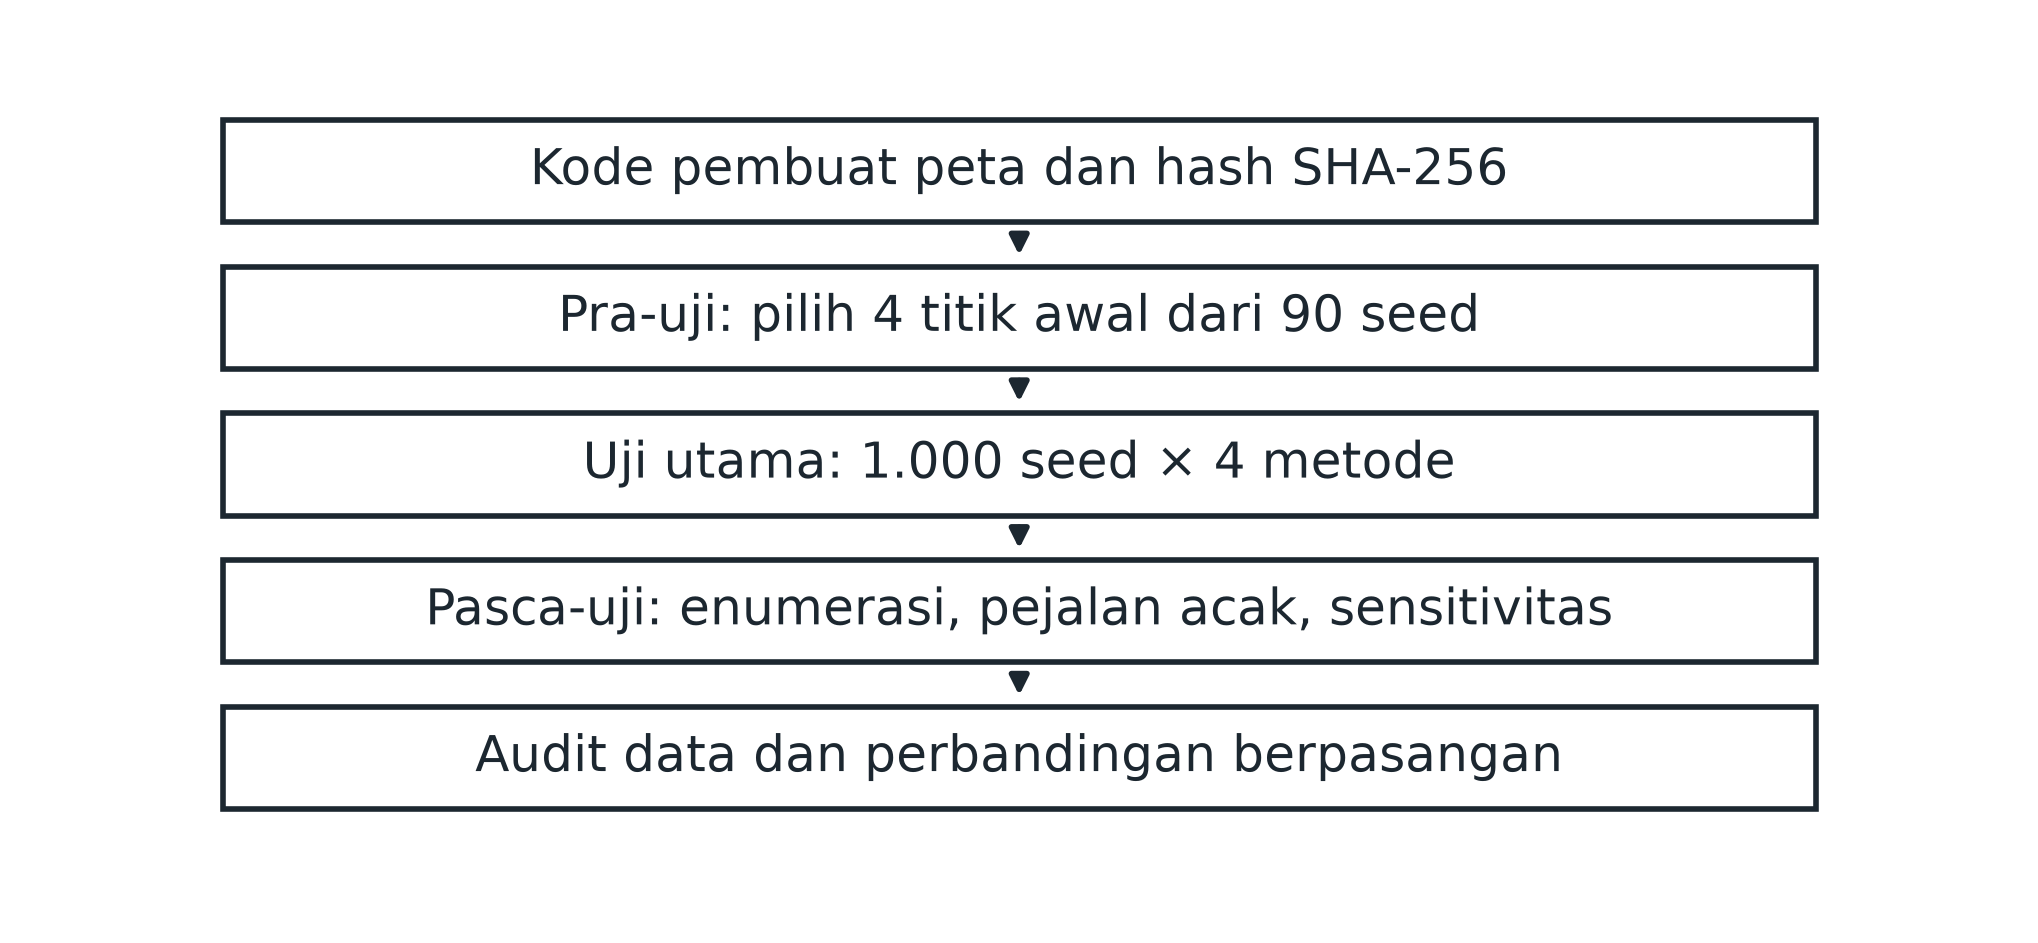 Kode pembuat peta dan hash SHA-256
Pra-uji: pilih 4 titik awal dari 90 seed
Uji utama: 1.000 seed × 4 metode
Pasca-uji: enumerasi, pejalan acak, sensitivitas
Audit data dan perbandingan berpasangan